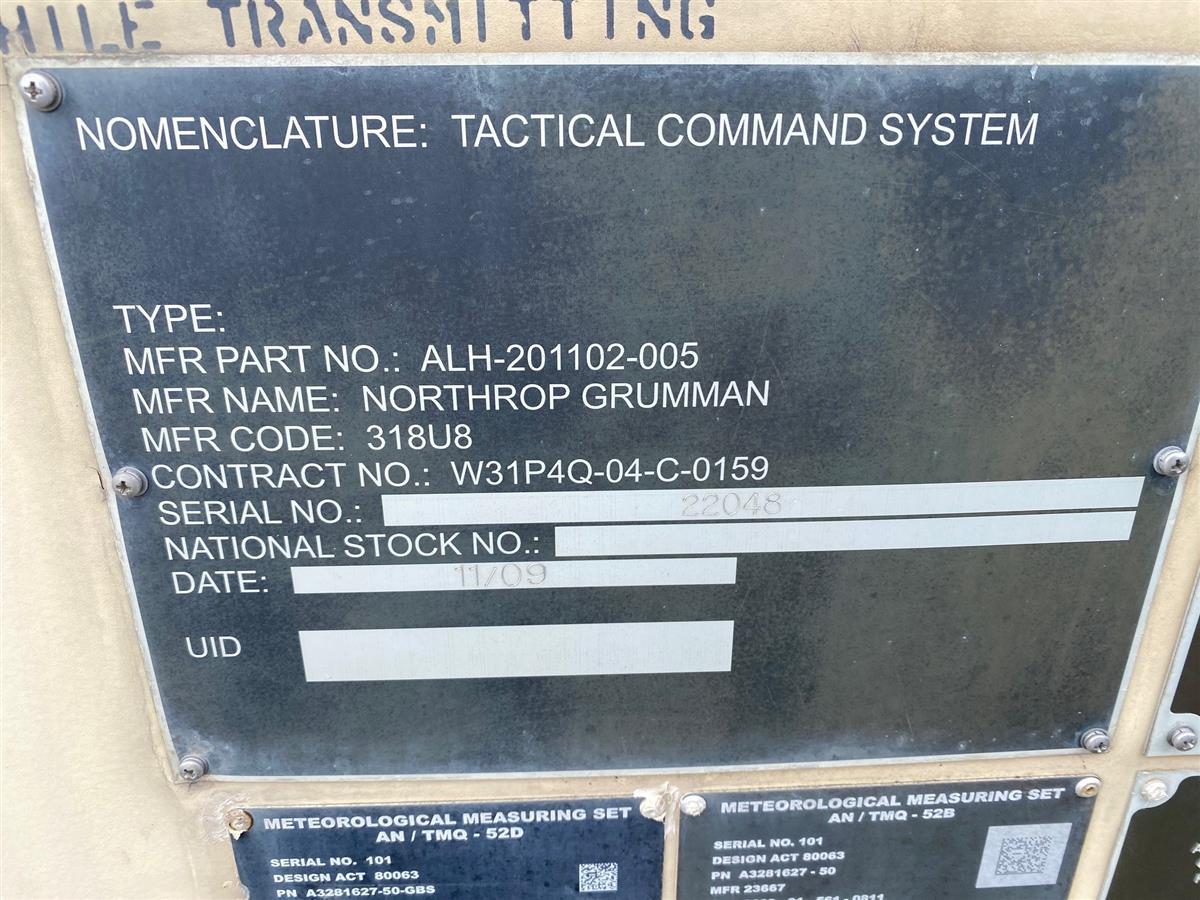 HILE TRANSMITTING
NOMENCLATURE: TACTICAL COMMAND SYSTEM
TYPE:
MFR PART NO.: ALH-201102-005
MFR NAME: NORTHROP GRUMMAN
MFR CODE: 318U8
CONTRACT NO.: W31P4Q-04-C-0159
SERIAL NO.: 22048
NATIONAL STOCK NO.:
DATE: 11/09
UID
METEOROLOGICAL MEASURING SET
AN / TMQ - 52D
SERIAL NO. 101
DESIGN ACT 80063
PN A3281627-50-GBS
METEOROLOGICAL MEASURING SET
AN / TMQ - 52B
SERIAL NO. 101
DESIGN ACT 80063
PN A3281627 - 50
MFR 23667